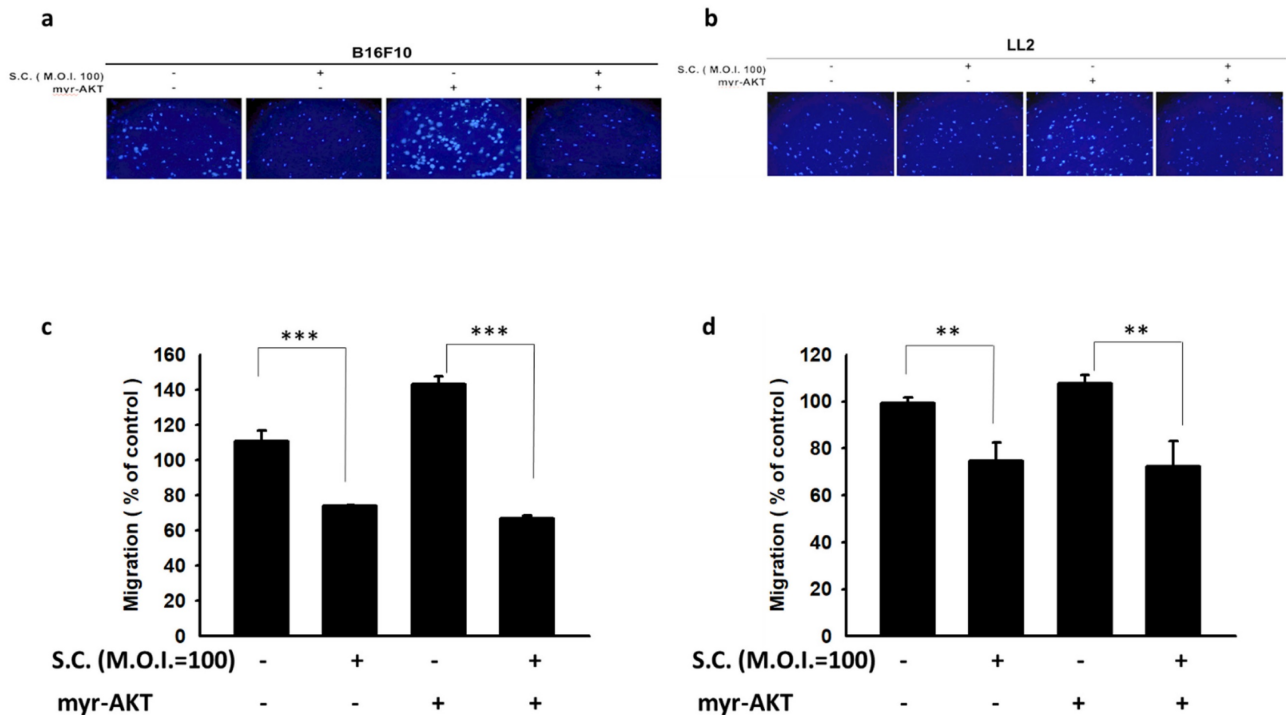 a
B16F10
S.C. ( M.O.I. 100) - + - +
myr-AKT - - + +
b
LL2
S.C. ( M.O.I. 100) - + - +
myr-AKT - - + +
c
*** ***
Migration ( % of control )
160
140
120
100
80
60
40
20
0
S.C. (M.O.I.=100) - + - +
myr-AKT - - + +
d
** **
Migration ( % of control )
120
100
80
60
40
20
0
S.C. (M.O.I.=100) - + - +
myr-AKT - - + +